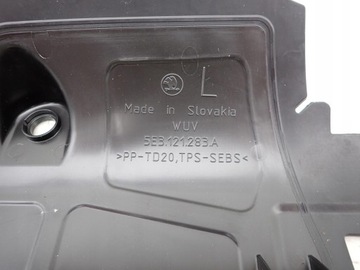 L
Made in Slovakia
WUV
5E3.121.283.A
>PP-TD20,TPS-SEBS<